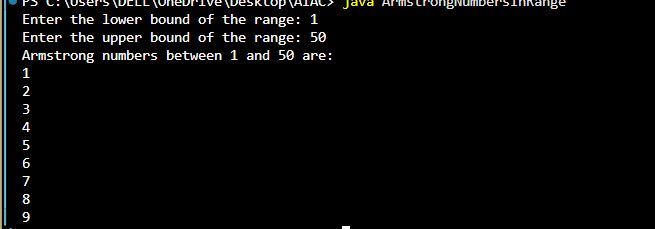 PS C:\Users\DELL\OneDrive\Desktop\AIAC> java ArmstrongNumbersInRange
Enter the lower bound of the range: 1
Enter the upper bound of the range: 50
Armstrong numbers between 1 and 50 are:
1
2
3
4
5
6
7
8
9